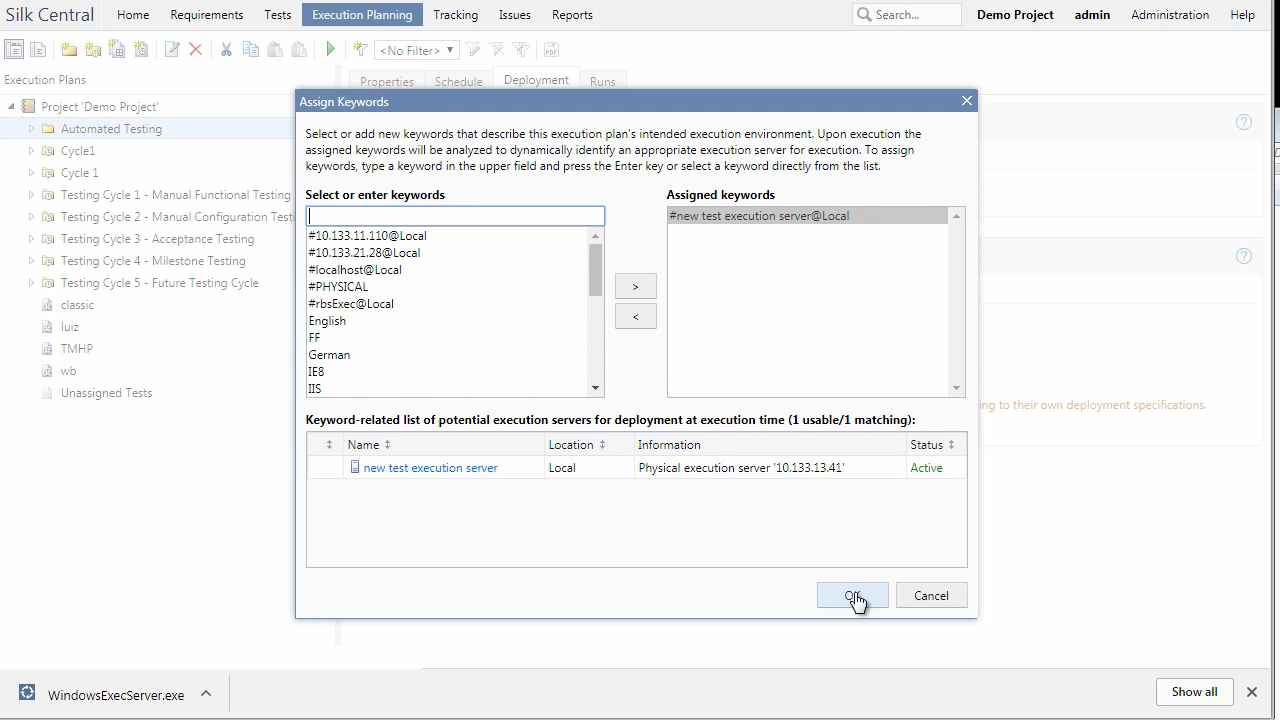 Silk Central
Home
Requirements
Tests
Execution Planning
Tracking
Issues
Reports
Search...
Demo Project
admin
Administration
Help
<No Filter>
PDF
Execution Plans
Properties
Schedule
Deployment
Runs
Project 'Demo Project'
Automated Testing
Cycle1
Cycle 1
Testing Cycle 1 - Manual Functional Testing
Testing Cycle 2 - Manual Configuration Testi
Testing Cycle 3 - Acceptance Testing
Testing Cycle 4 - Milestone Testing
Testing Cycle 5 - Future Testing Cycle
classic
luiz
TMHP
wb
Unassigned Tests
Assign Keywords
Select or add new keywords that describe this execution plan's intended execution environment. Upon execution the
assigned keywords will be analyzed to dynamically identify an appropriate execution server for execution. To assign
keywords, type a keyword in the upper field and press the Enter key or select a keyword directly from the list.
Select or enter keywords
Assigned keywords
#10.133.11.110@Local
#10.133.21.28@Local
#localhost@Local
#PHYSICAL
#rbsExec@Local
English
FF
German
IE8
IIS
>
<
#new test execution server@Local
ing to their own deployment specifications.
Keyword-related list of potential execution servers for deployment at execution time (1 usable/1 matching):
Name
Location
Information
Status
new test execution server
Local
Physical execution server '10.133.13.41'
Active
OK
Cancel
WindowsExecServer.exe
Show all